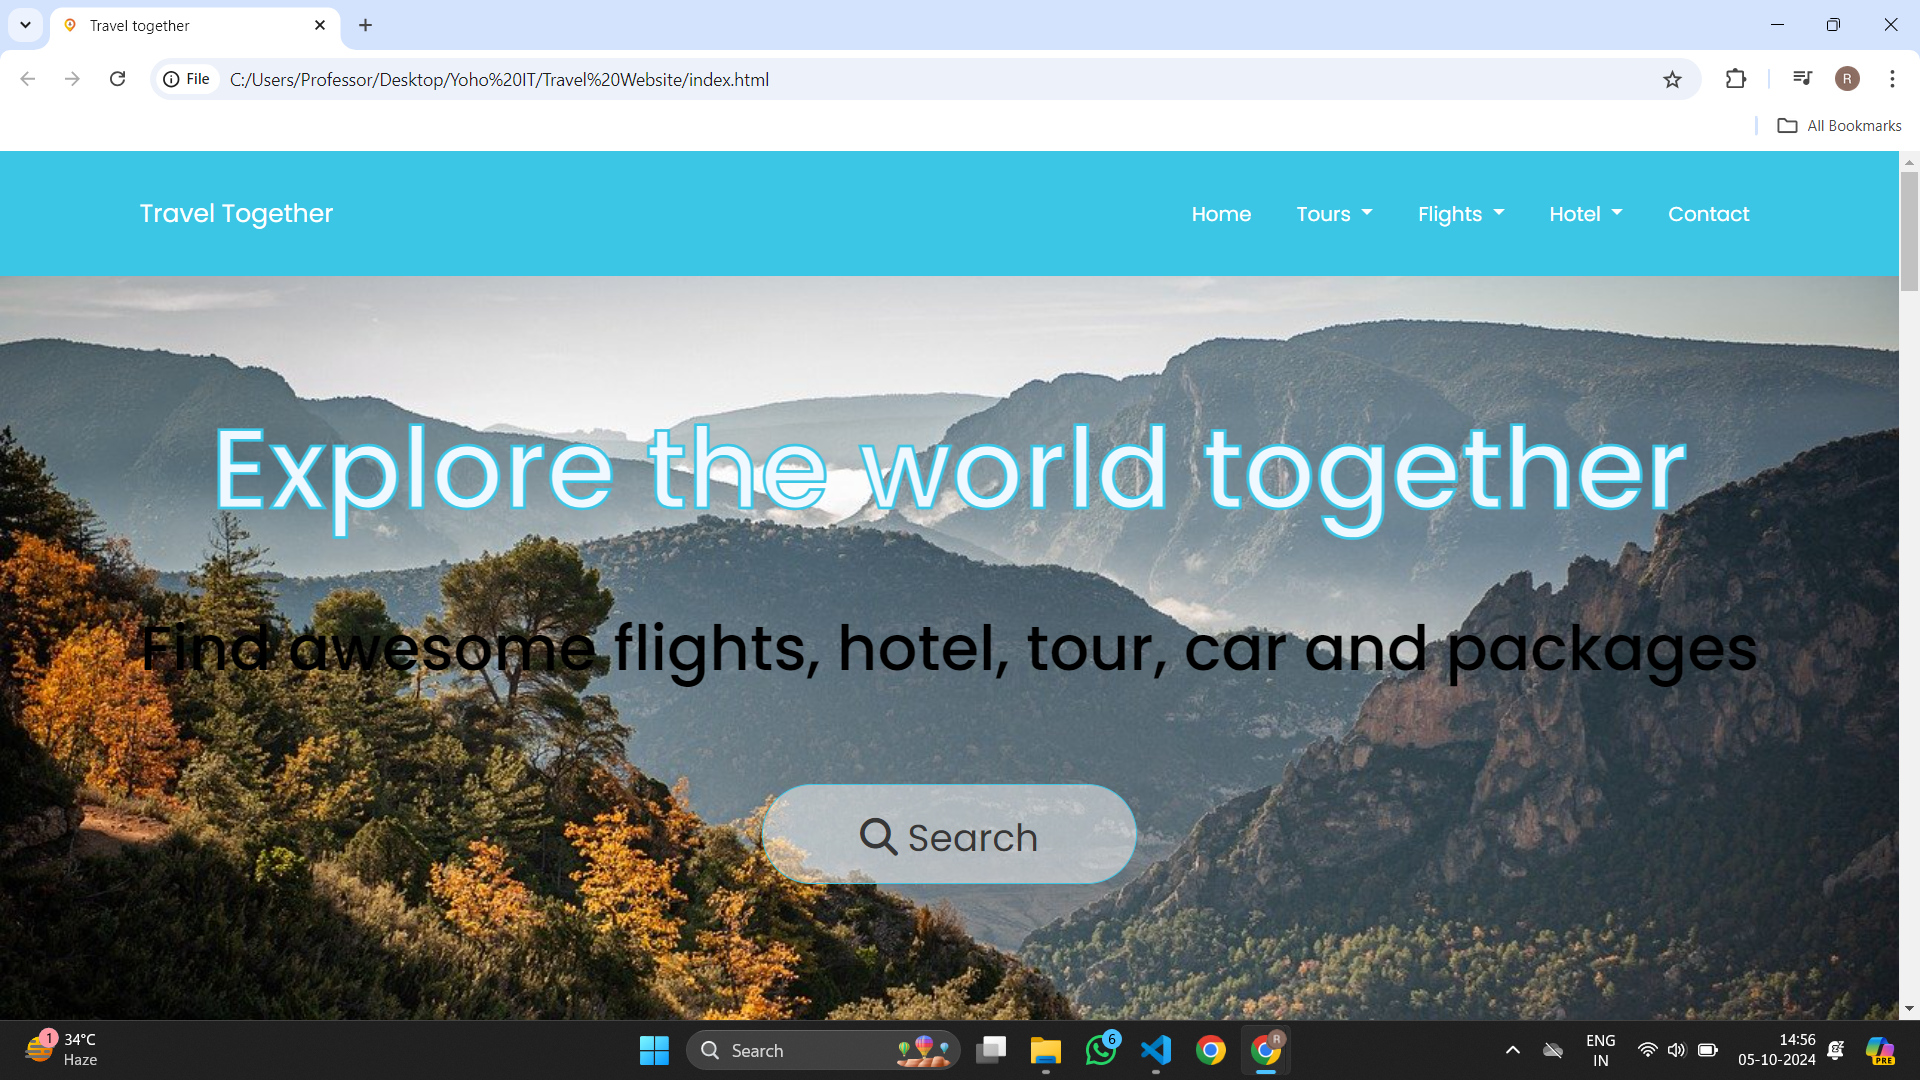 Travel together
File
C:/Users/Professor/Desktop/Yoho%20IT/Travel%20Website/index.html
R
All Bookmarks
Travel Together
Home
Tours
Flights
Hotel
Contact
Explore the world together
Find awesome flights, hotel, tour, car and packages
Search
1
34°C
Haze
Search
6
R
ENG
IN
14:56
05-10-2024
PRE